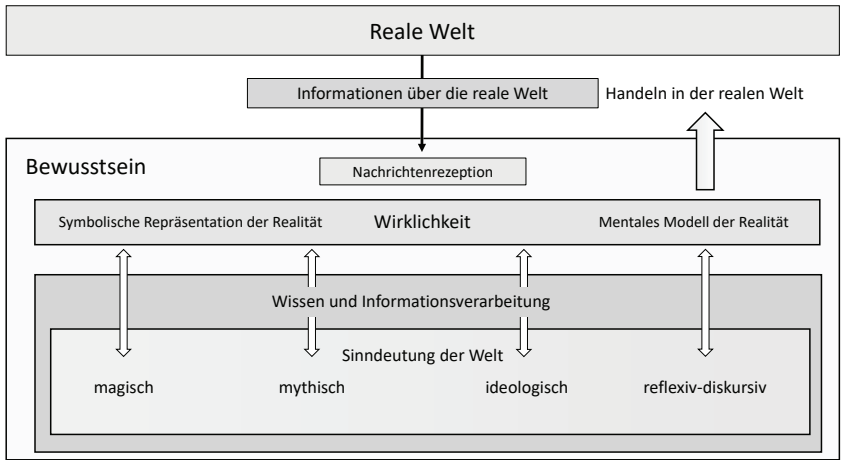 Reale Welt
Informationen über die reale Welt
Handeln in der realen Welt
Bewusstsein
Nachrichtenrezeption
Symbolische Repräsentation der Realität
Wirklichkeit
Mentales Modell der Realität
Wissen und Informationsverarbeitung
Sinndeutung der Welt
magisch
mythisch
ideologisch
reflexiv-diskursiv